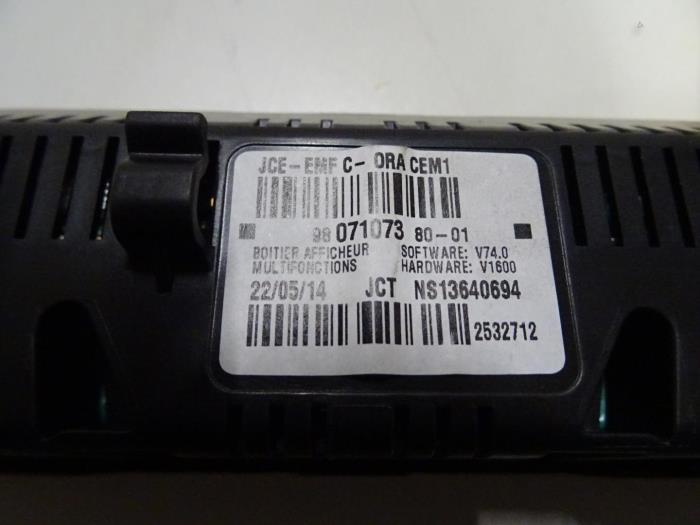 JCE-EMF C- ORA CEM1
98 071073 80-01
BOITIER AFFICHEUR SOFTWARE: V74.0
MULTIFONCTIONS HARDWARE: V1600
22/05/14 JCT NS13640694
2532712